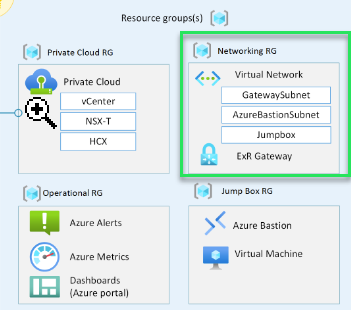 Resource groups(s)
Private Cloud RG
Private Cloud
vCenter
NSX-T
HCX
Networking RG
Virtual Network
GatewaySubnet
AzureBastionSubnet
Jumpbox
ExR Gateway
Operational RG
Azure Alerts
Azure Metrics
Dashboards
(Azure portal)
Jump Box RG
Azure Bastion
Virtual Machine